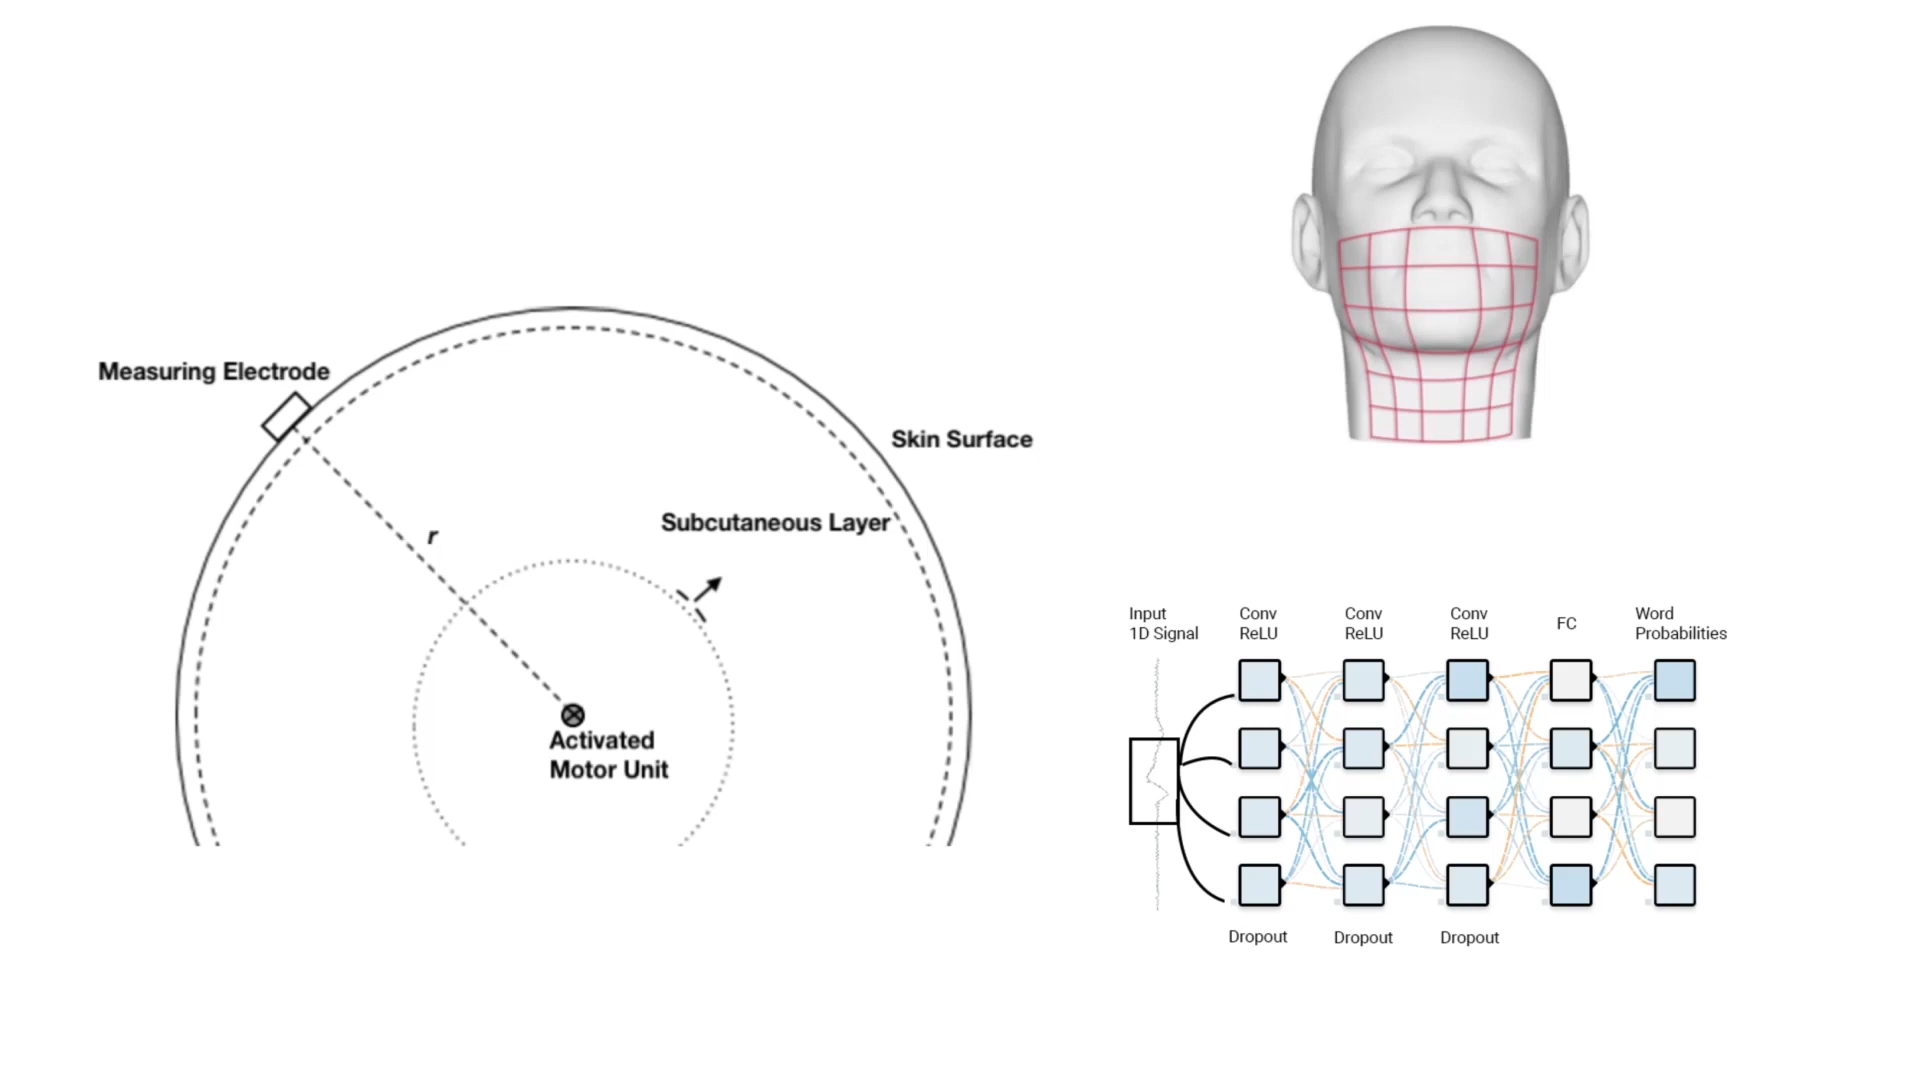 Measuring Electrode
Skin Surface
Subcutaneous Layer
r
Activated
Motor Unit
Input
1D Signal
Conv
ReLU
Conv
ReLU
Conv
ReLU
FC
Word
Probabilities
Dropout
Dropout
Dropout